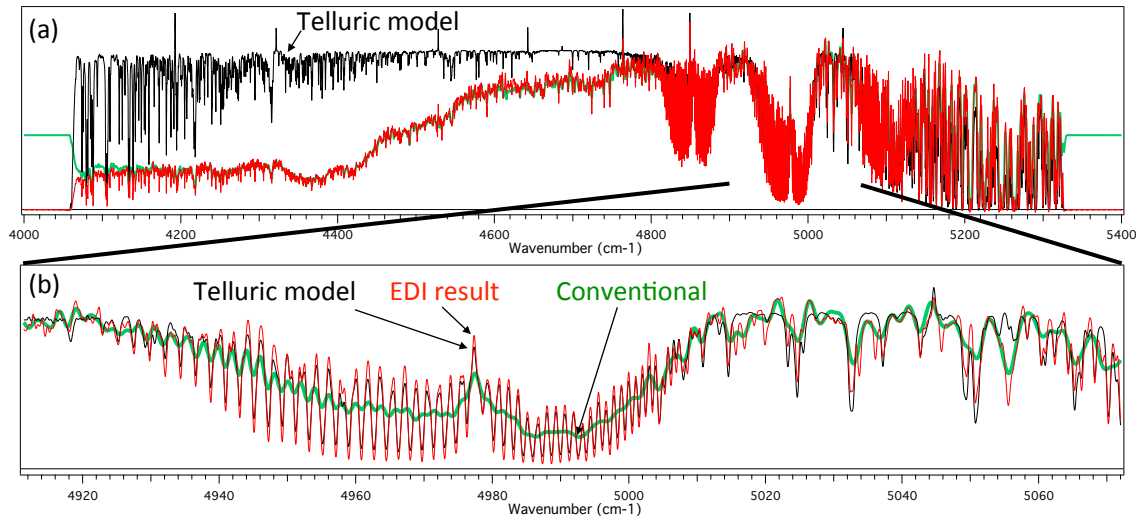 (a)
Telluric model
4000 4200 4400 4600 4800 5000 5200 5400
Wavenumber (cm-1)
(b)
Telluric model EDI result Conventional
4920 4940 4960 4980 5000 5020 5040 5060
Wavenumber (cm-1)